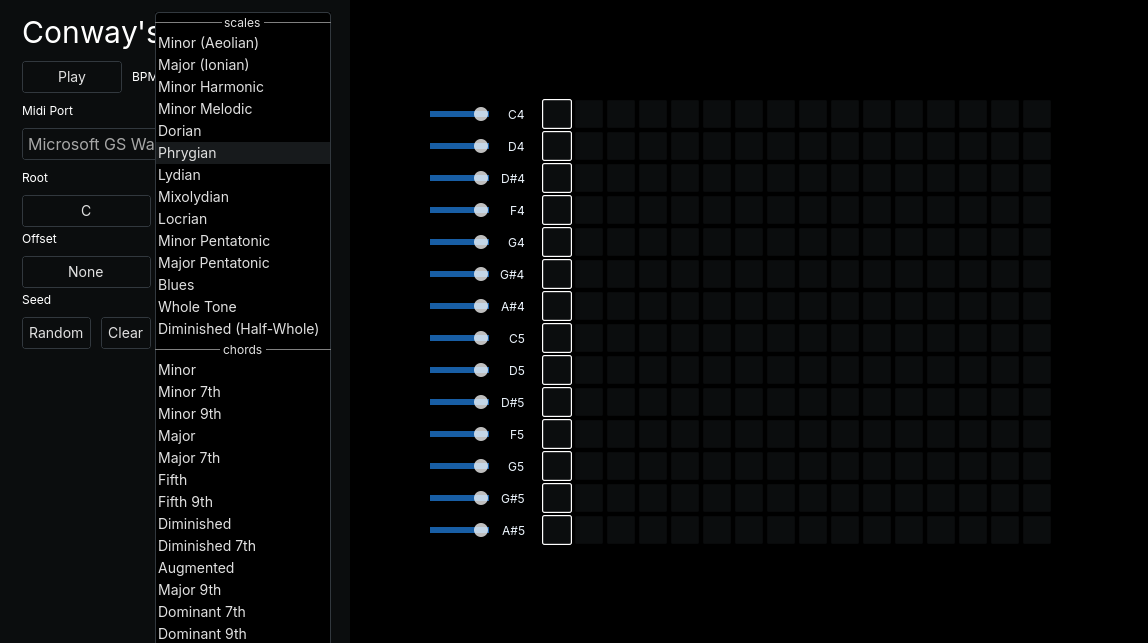 Conway's
Play
BPM
Midi Port
Microsoft GS Wa
Root
C
Offset
None
Seed
Random
Clear
scales
Minor (Aeolian)
Major (Ionian)
Minor Harmonic
Minor Melodic
Dorian
Phrygian
Lydian
Mixolydian
Locrian
Minor Pentatonic
Major Pentatonic
Blues
Whole Tone
Diminished (Half-Whole)
chords
Minor
Minor 7th
Minor 9th
Major
Major 7th
Fifth
Fifth 9th
Diminished
Diminished 7th
Augmented
Major 9th
Dominant 7th
Dominant 9th
C4
D4
D#4
F4
G4
G#4
A#4
C5
D5
D#5
F5
G5
G#5
A#5